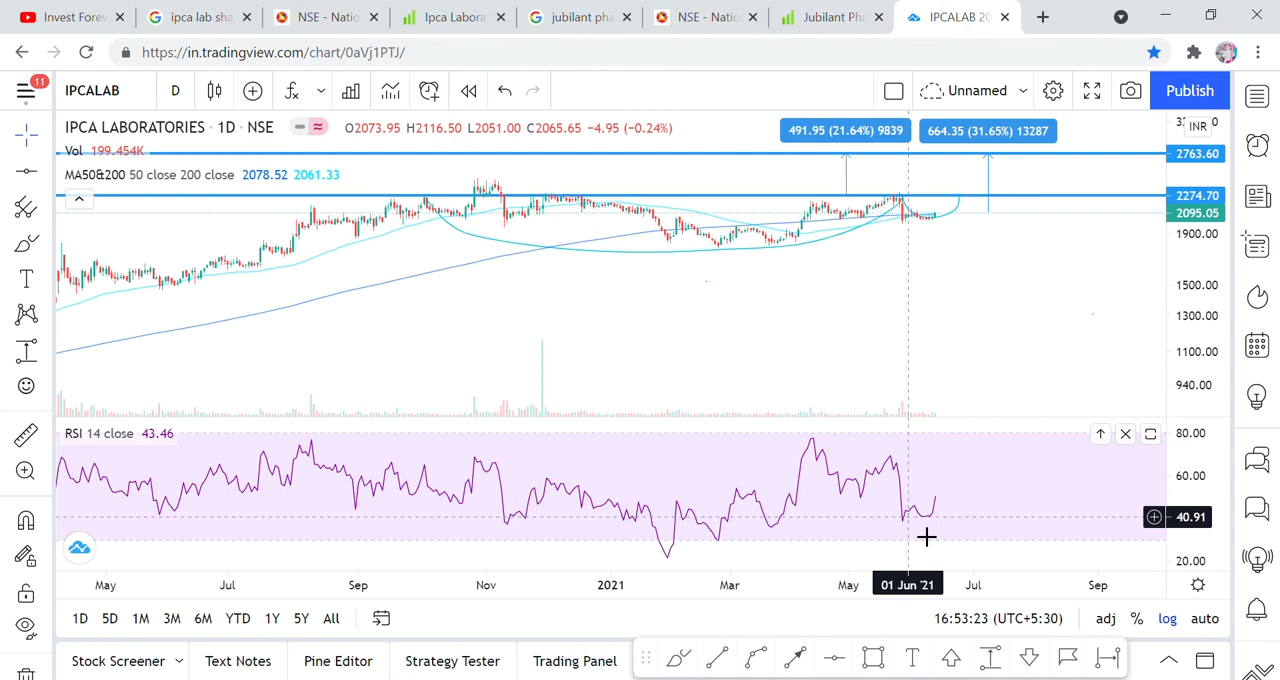 Invest Forev
ipca lab sha
NSE - Natio
Ipca Labora
jubilant pha
NSE - Natio
Jubilant Pha
IPCALAB 20
https://in.tradingview.com/chart/0aVj1PTJ/
11
IPCALAB
D
Unnamed
Publish
IPCA LABORATORIES · 1D · NSE
O2073.95 H2116.50 L2051.00 C2065.65 -4.95 (-0.24%)
Vol 199.454K
MA50&200 50 close 200 close 2078.52 2061.33
491.95 (21.64%) 9839
664.35 (31.65%) 13287
INR
2763.60
2274.70
2095.05
1900.00
1500.00
1300.00
1100.00
940.00
RSI 14 close 43.46
80.00
60.00
40.91
20.00
May
Jul
Sep
Nov
2021
Mar
May
01 Jun '21
Jul
Sep
1D 5D 1M 3M 6M YTD 1Y 5Y All
16:53:23 (UTC+5:30)
adj % log auto
Stock Screener
Text Notes
Pine Editor
Strategy Tester
Trading Panel